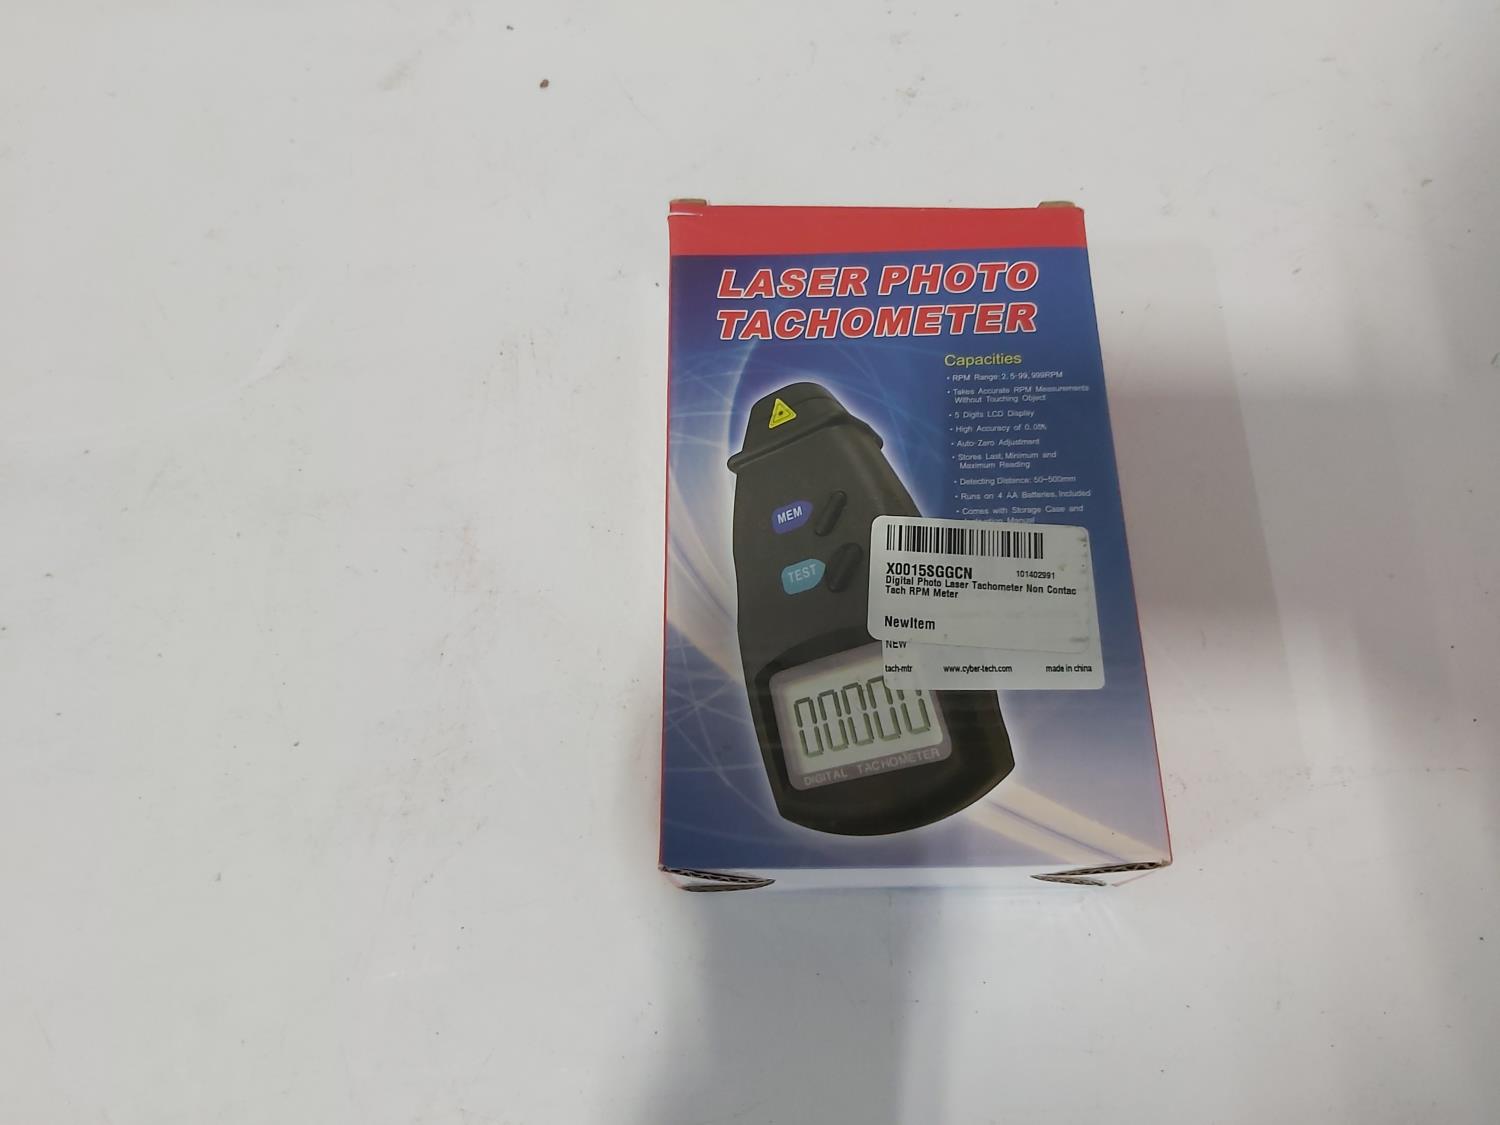 LASER PHOTO
TACHOMETER
Capacities
• RPM Range: 2.5-99,999RPM
• Takes Accurate RPM Measurements
Without Touching Object
• 5 Digits LCD Display
• High Accuracy of 0.05%
• Auto-Zero Adjustment
• Stores Last, Minimum and
Maximum Reading
• Detecting Distance: 50~500mm
• Runs on 4 AA Batteries, Included
• Comes with Storage Case and
Manual
MEM
TEST
X0015SGGCN 101402991
Digital Photo Laser Tachometer Non Contac
Tach RPM Meter
NewItem
NEW
tach-mtr www.cyber-tech.com made in china
00000
DIGITAL TACHOMETER